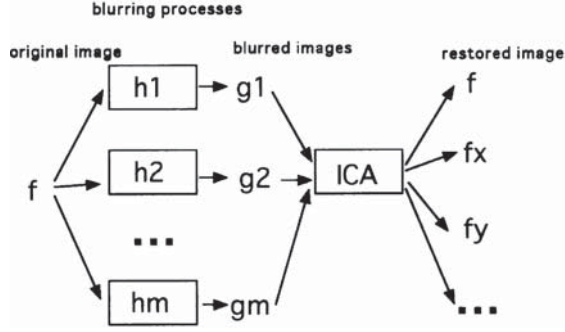 blurring processes
original image
blurred images
restored image
h1
g1
f
h2
g2
ICA
fx
f
fy
...
hm
gm
...